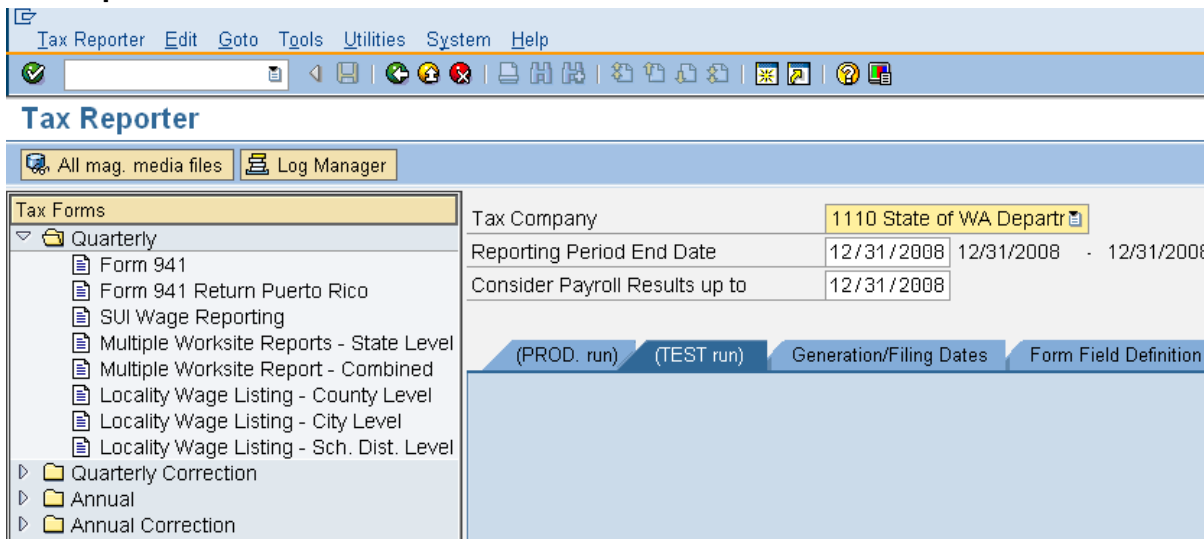 Tax Reporter Edit Goto Tools Utilities System Help
Tax Reporter
All mag. media files Log Manager
Tax Forms
Quarterly
Form 941
Form 941 Return Puerto Rico
SUI Wage Reporting
Multiple Worksite Reports - State Level
Multiple Worksite Report - Combined
Locality Wage Listing - County Level
Locality Wage Listing - City Level
Locality Wage Listing - Sch. Dist. Level
Quarterly Correction
Annual
Annual Correction
Tax Company 1110 State of WA Departr
Reporting Period End Date 12/31/2008 12/31/2008 - 12/31/2008
Consider Payroll Results up to 12/31/2008
(PROD. run) (TEST run) Generation/Filing Dates Form Field Definition